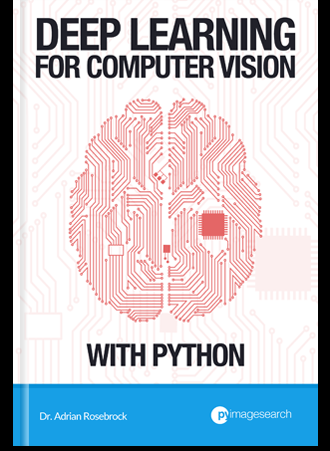 DEEP LEARNING
FOR COMPUTER VISION
WITH PYTHON
Dr. Adrian Rosebrock
pyimagesearch